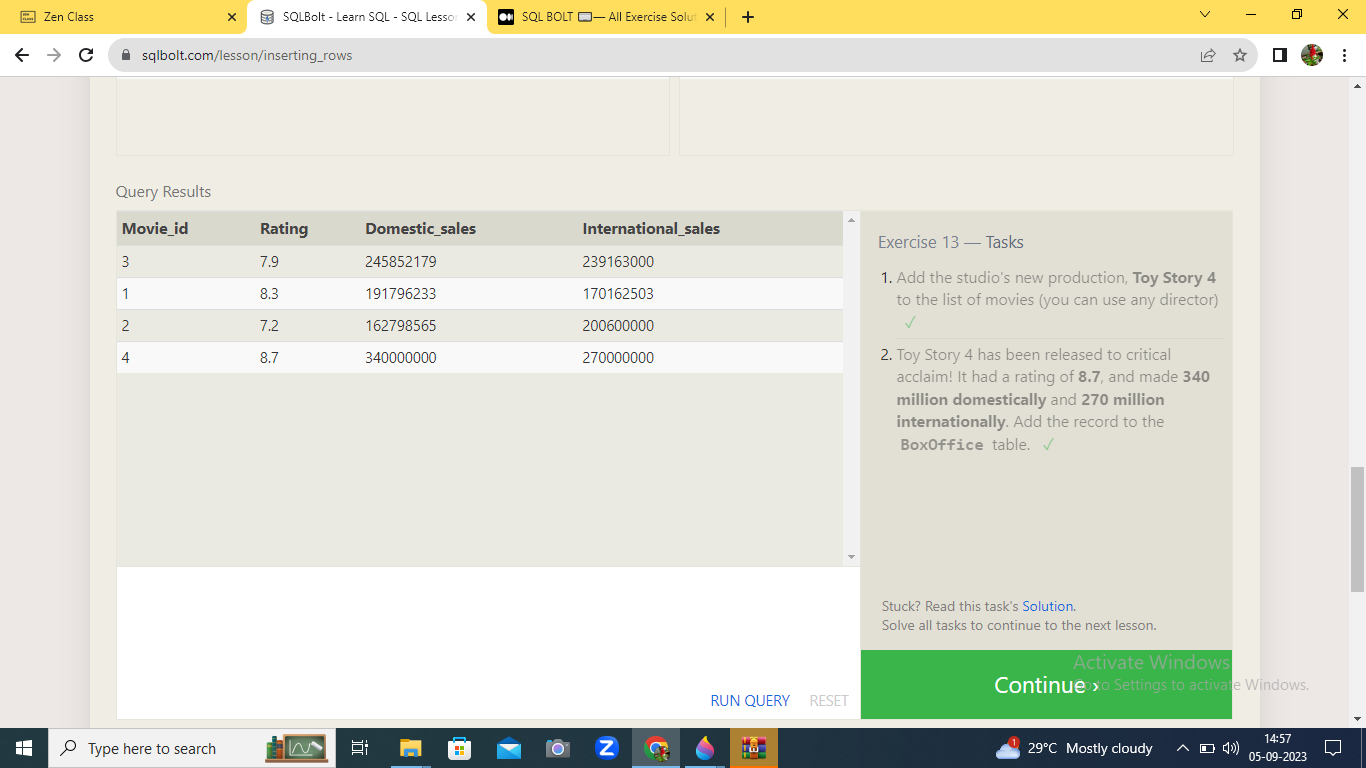 Zen Class
SQLBolt - Learn SQL - SQL Lesson
SQL BOLT — All Exercise Solut
sqlbolt.com/lesson/inserting_rows
Query Results
Movie_id Rating Domestic_sales International_sales
3 7.9 245852179 239163000
1 8.3 191796233 170162503
2 7.2 162798565 200600000
4 8.7 340000000 270000000
Exercise 13 — Tasks
1. Add the studio's new production, Toy Story 4
to the list of movies (you can use any director)
✓
2. Toy Story 4 has been released to critical
acclaim! It had a rating of 8.7, and made 340
million domestically and 270 million
internationally. Add the record to the
BoxOffice table. ✓
Stuck? Read this task's Solution.
Solve all tasks to continue to the next lesson.
RUN QUERY RESET
Continue ›
Activate Windows
Go to Settings to activate Windows.
Type here to search
Z
1
29°C Mostly cloudy
14:57
05-09-2023